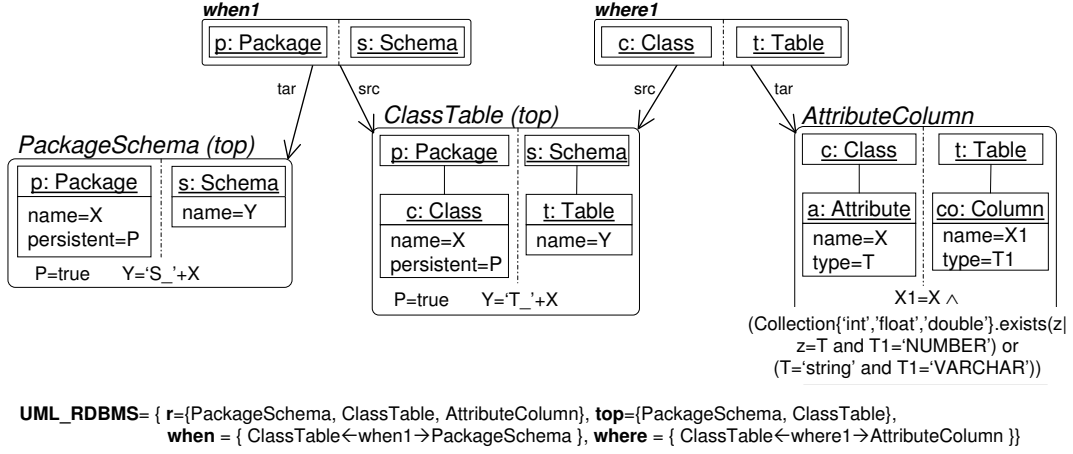 when1
where1
p: Package
s: Schema
c: Class
t: Table
tar
src
src
tar
PackageSchema (top)
ClassTable (top)
AttributeColumn
p: Package
s: Schema
name=X
persistent=P
name=Y
P=true Y=‘S_’+X
p: Package
s: Schema
c: Class
t: Table
name=X
persistent=P
name=Y
P=true Y=‘T_’+X
c: Class
t: Table
a: Attribute
co: Column
name=X
type=T
name=X1
type=T1
X1=X ∧
(Collection{‘int’,’float’,’double’}.exists(z|
z=T and T1=‘NUMBER’) or
(T=‘string’ and T1=‘VARCHAR’))
UML_RDBMS= { r={PackageSchema, ClassTable, AttributeColumn}, top={PackageSchema, ClassTable},
when = { ClassTable←when1→PackageSchema }, where = { ClassTable←where1→AttributeColumn }}